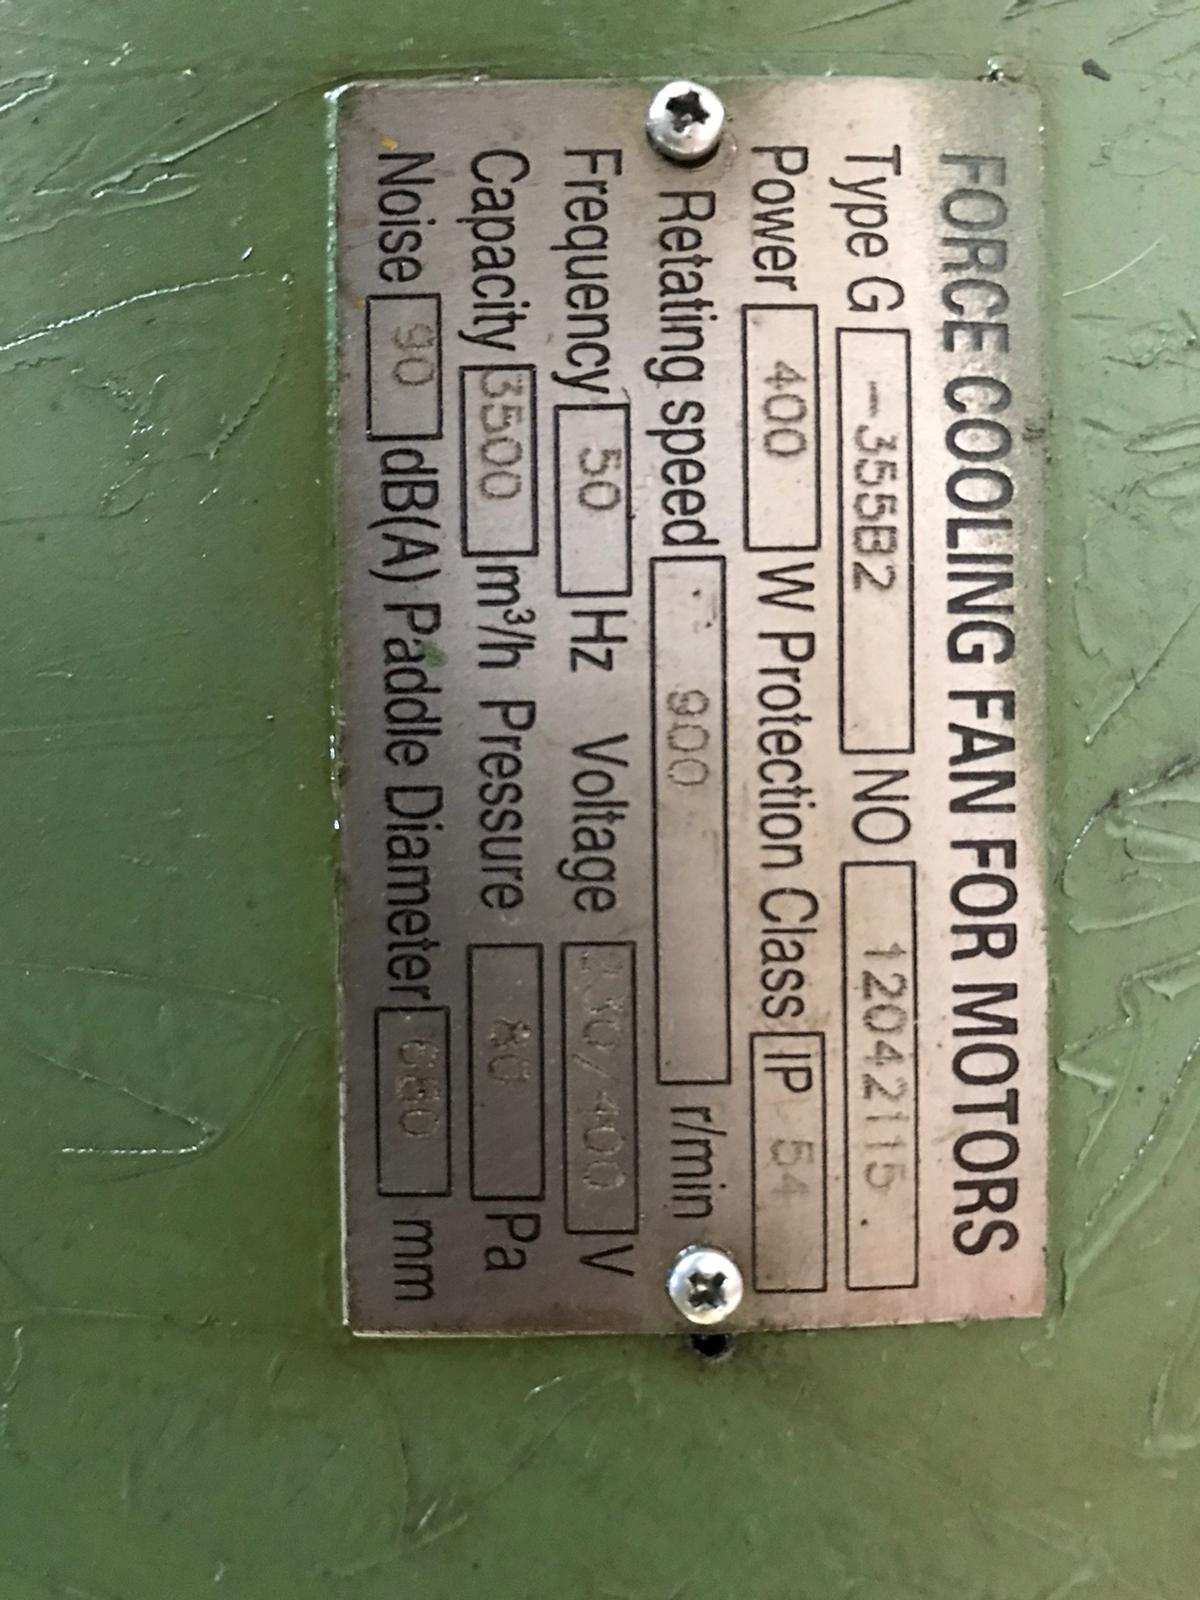 FORCE COOLING FAN FOR MOTORS
Type G -355B2 NO 12042115.
Power 400 W Protection Class IP 54
Retating speed 900 r/min
Frequency 50 Hz Voltage 230/400 V
Capacity 3500 m³/h Pressure 80 Pa
Noise 90 dB(A) Paddle Diameter mm